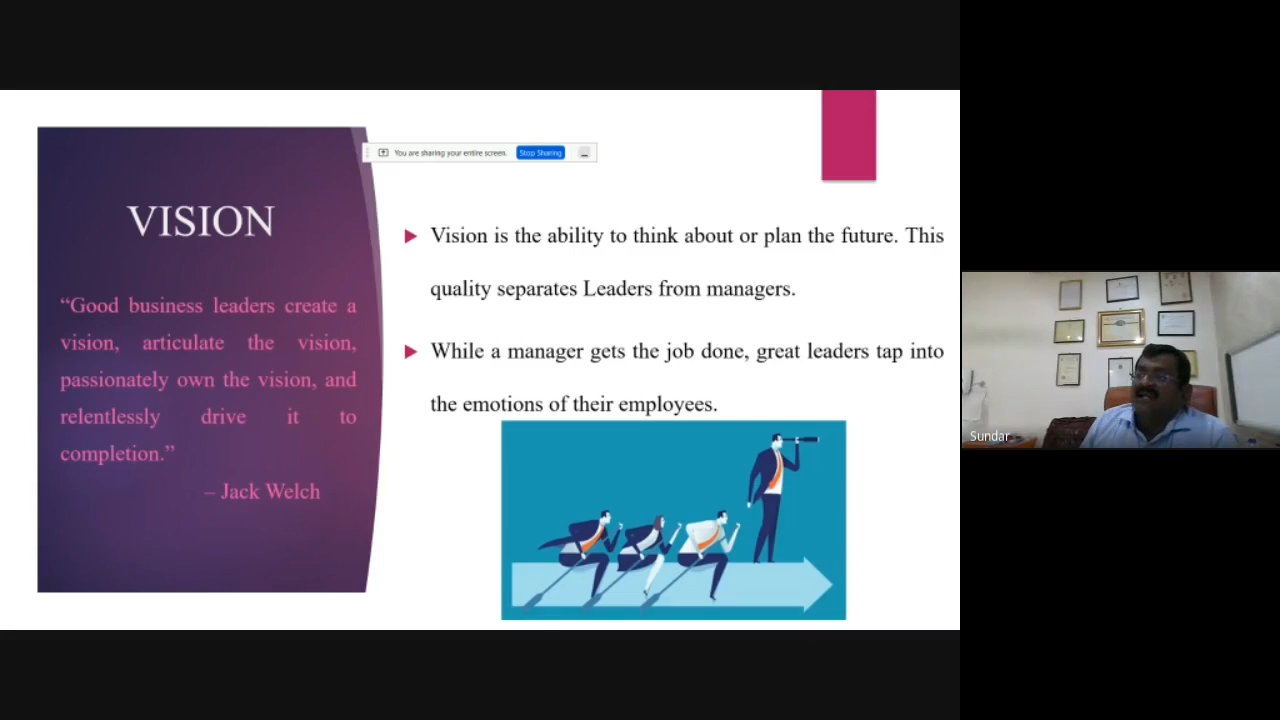 You are sharing your entire screen. Stop Sharing
VISION
“Good business leaders create a
vision, articulate the vision,
passionately own the vision, and
relentlessly drive it to
completion.”
– Jack Welch
Vision is the ability to think about or plan the future. This
quality separates Leaders from managers.
While a manager gets the job done, great leaders tap into
the emotions of their employees.
Sundar